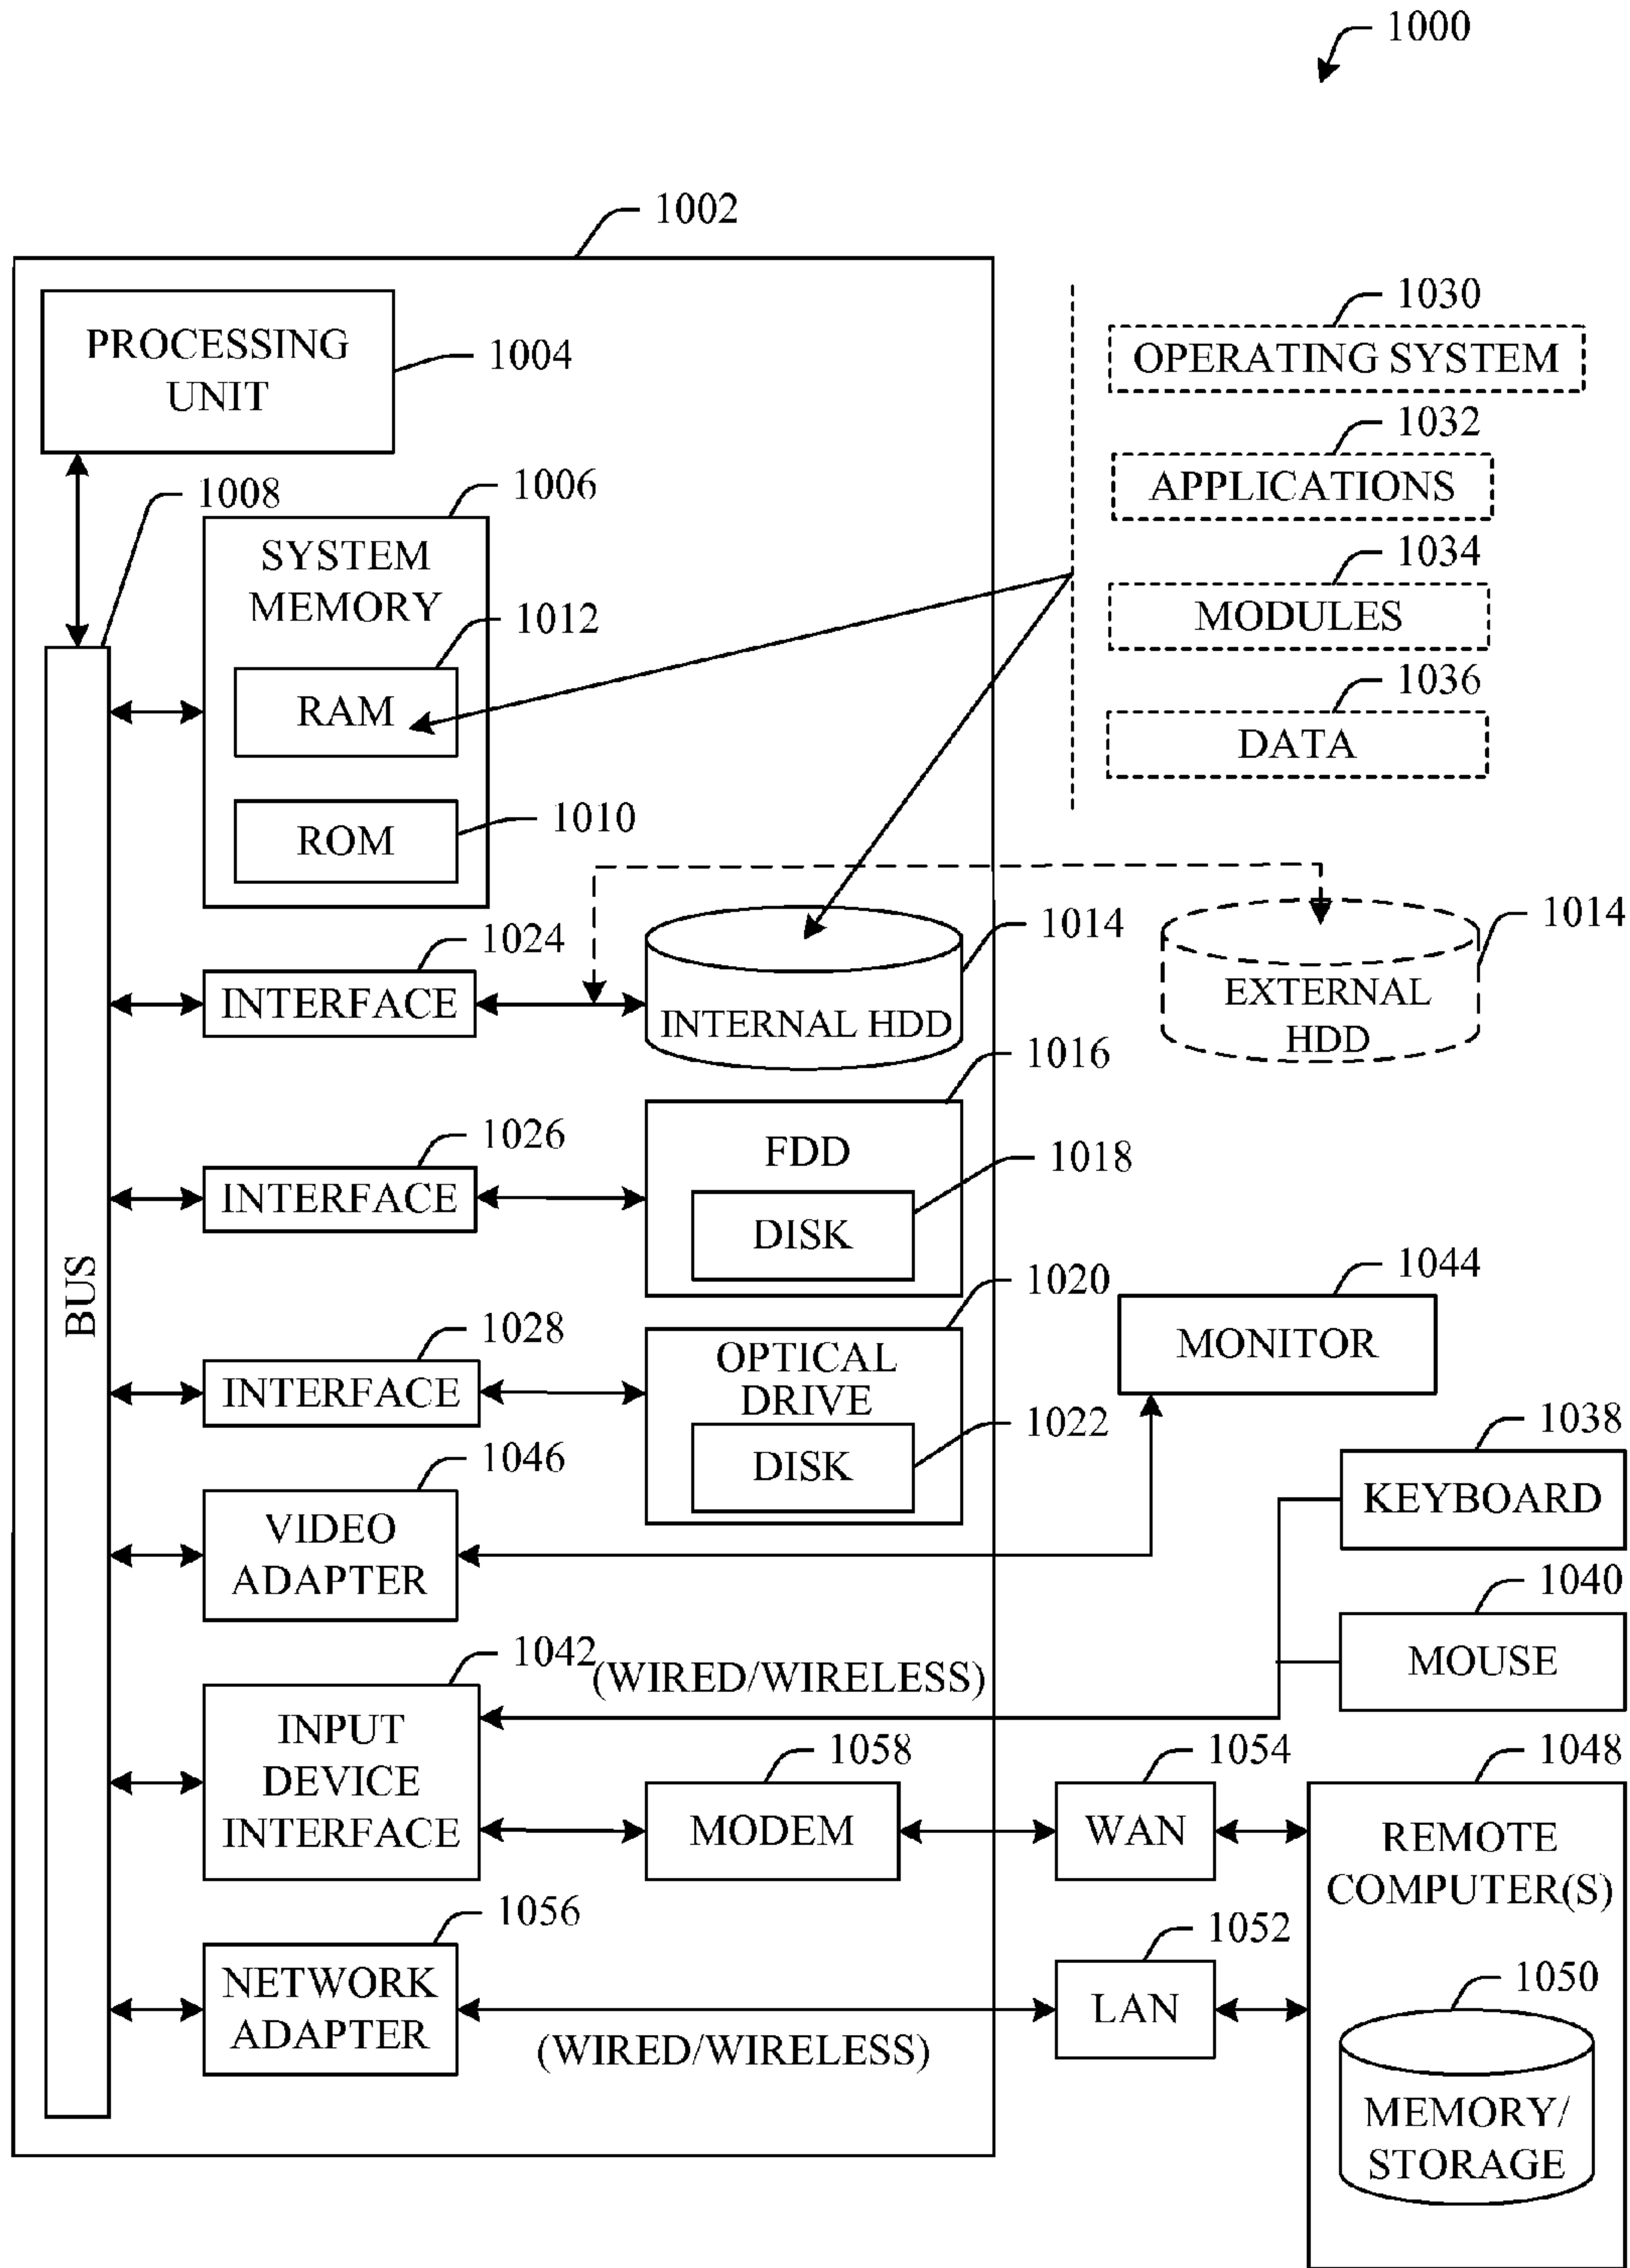 1000
1002
PROCESSING
UNIT
1004
1030
OPERATING SYSTEM
1032
APPLICATIONS
1034
MODULES
1036
DATA
1008
1006
SYSTEM
MEMORY
1012
RAM
1010
ROM
BUS
1024
INTERFACE
1014
INTERNAL HDD
1014
EXTERNAL
HDD
1026
INTERFACE
1016
FDD
1018
DISK
1028
INTERFACE
1020
OPTICAL
DRIVE
1022
DISK
1044
MONITOR
1046
VIDEO
ADAPTER
1038
KEYBOARD
1040
MOUSE
1042
(WIRED/WIRELESS)
INPUT
DEVICE
INTERFACE
1058
MODEM
1054
WAN
1048
REMOTE
COMPUTER(S)
1056
NETWORK
ADAPTER
(WIRED/WIRELESS)
1052
LAN
1050
MEMORY/
STORAGE